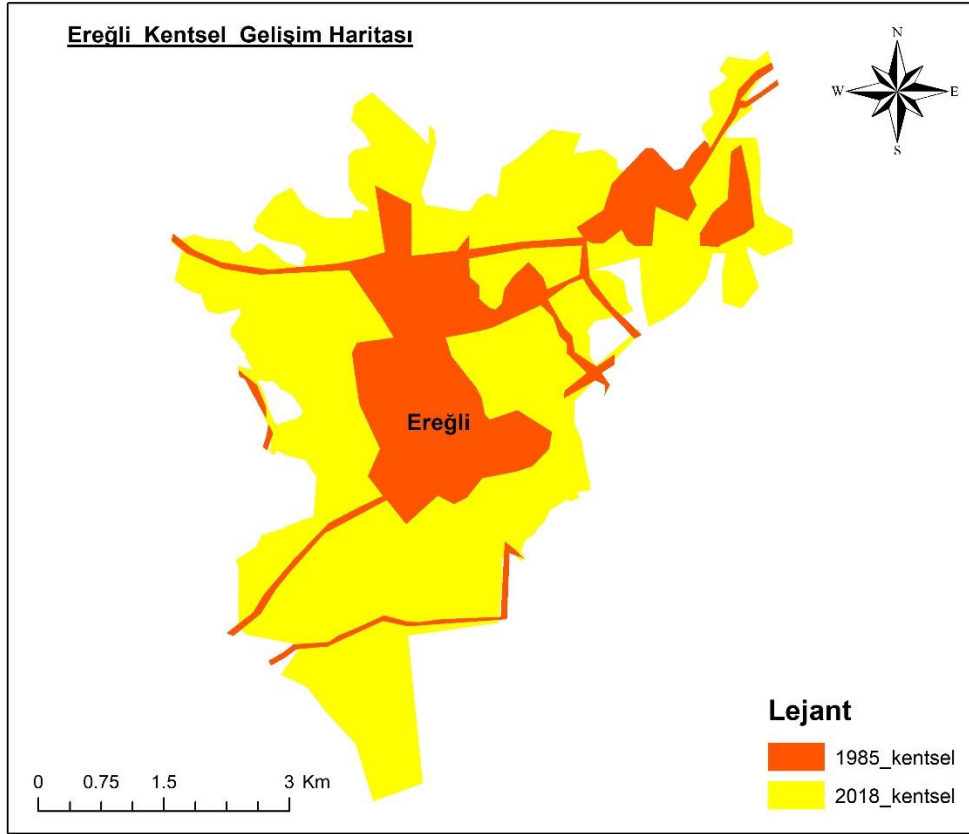 Ereğli Kentsel Gelişim Haritası
N
W E
S
Ereğli
Lejant
1985_kentsel
2018_kentsel
0 0.75 1.5 3 Km